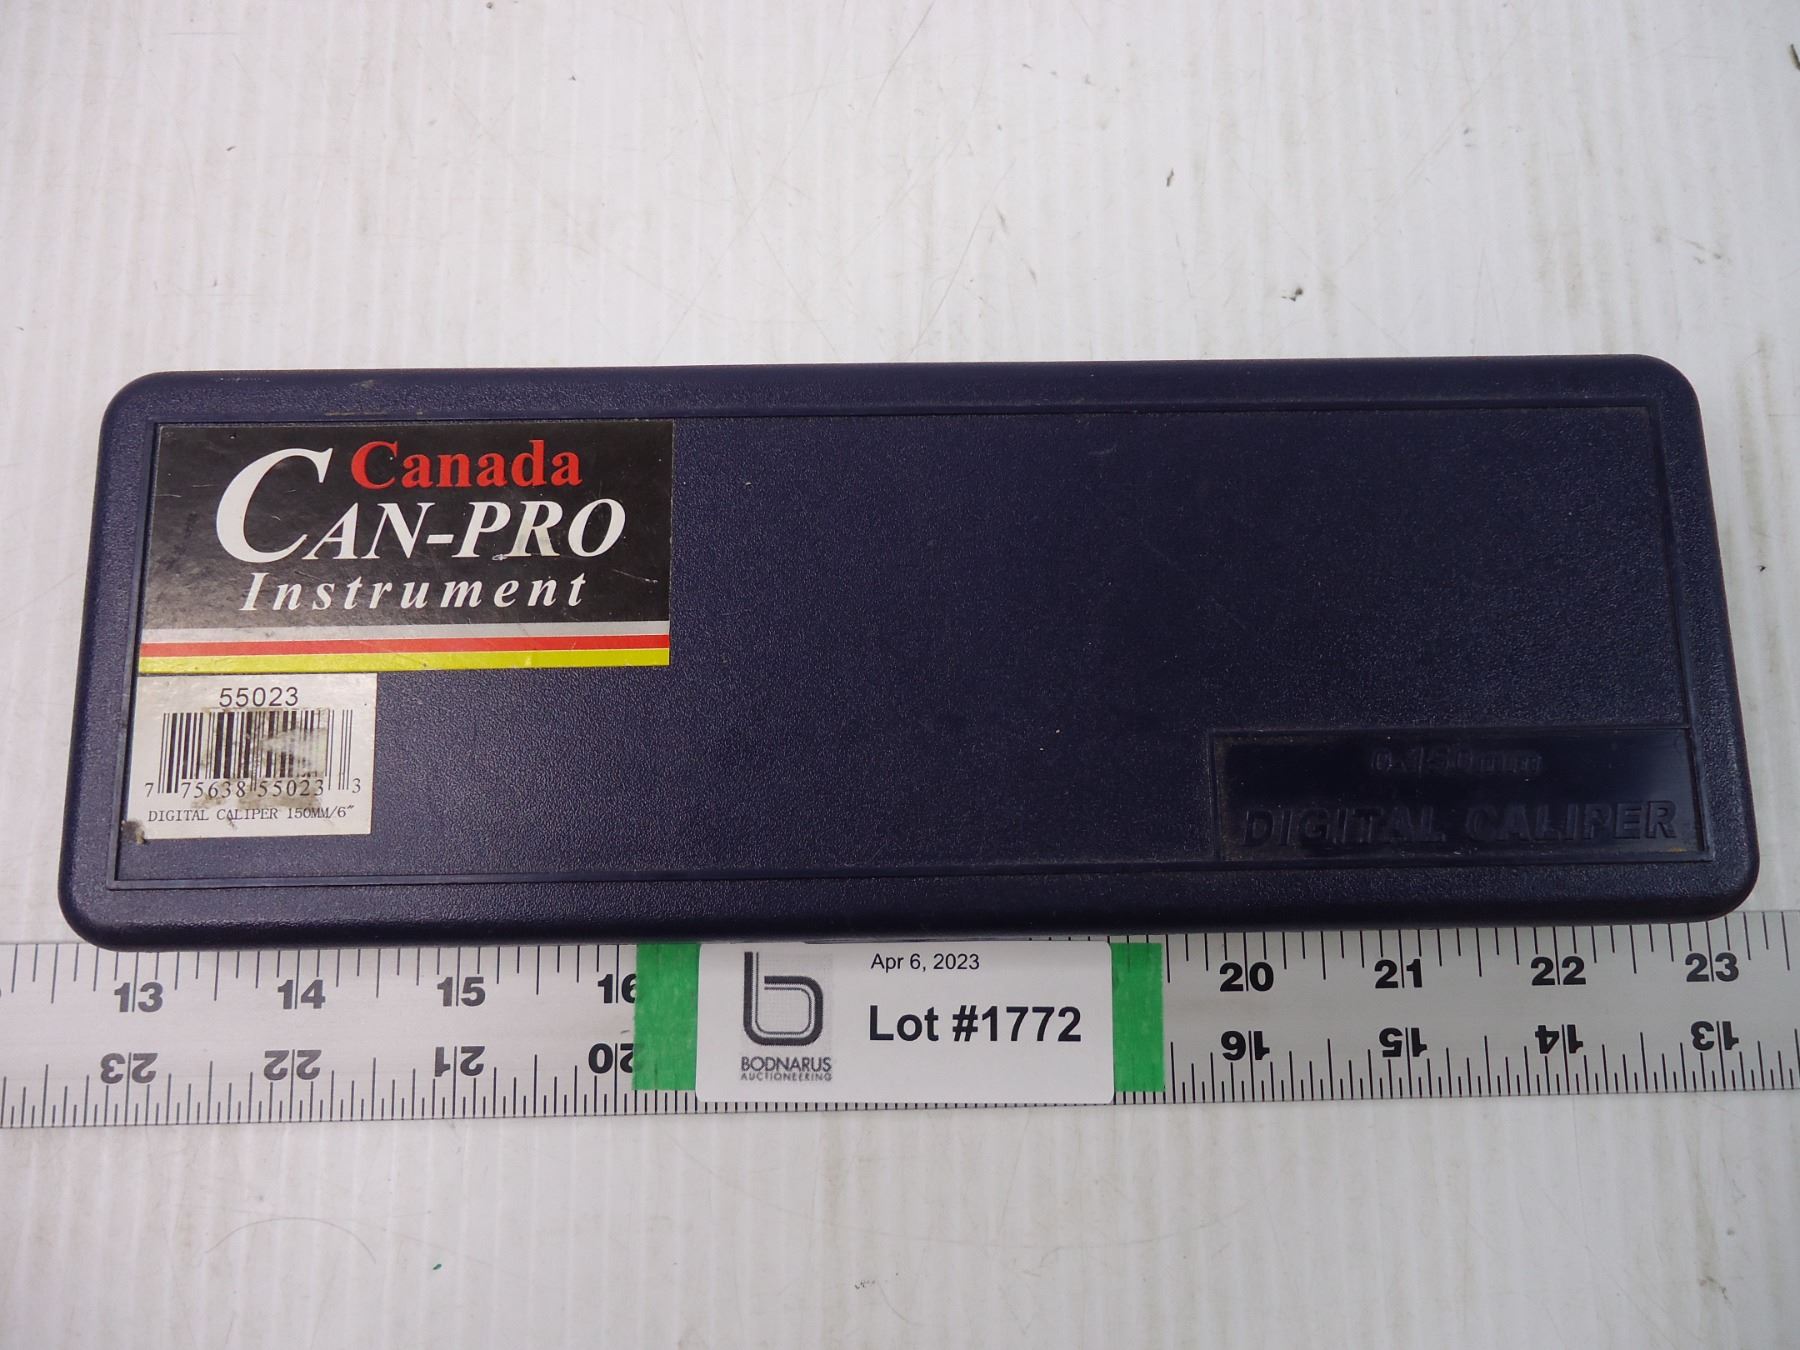 Canada
CAN-PRO
Instrument
55023
7 75638 55023 3
DIGITAL CALIPER 150MM/6"
0-150mm
DIGITAL CALIPER
Apr 6, 2023
Lot #1772
BODNARUS
AUCTIONEERING
13 14 15 16 20 21 22 23
23 22 21 20 16 15 14 13